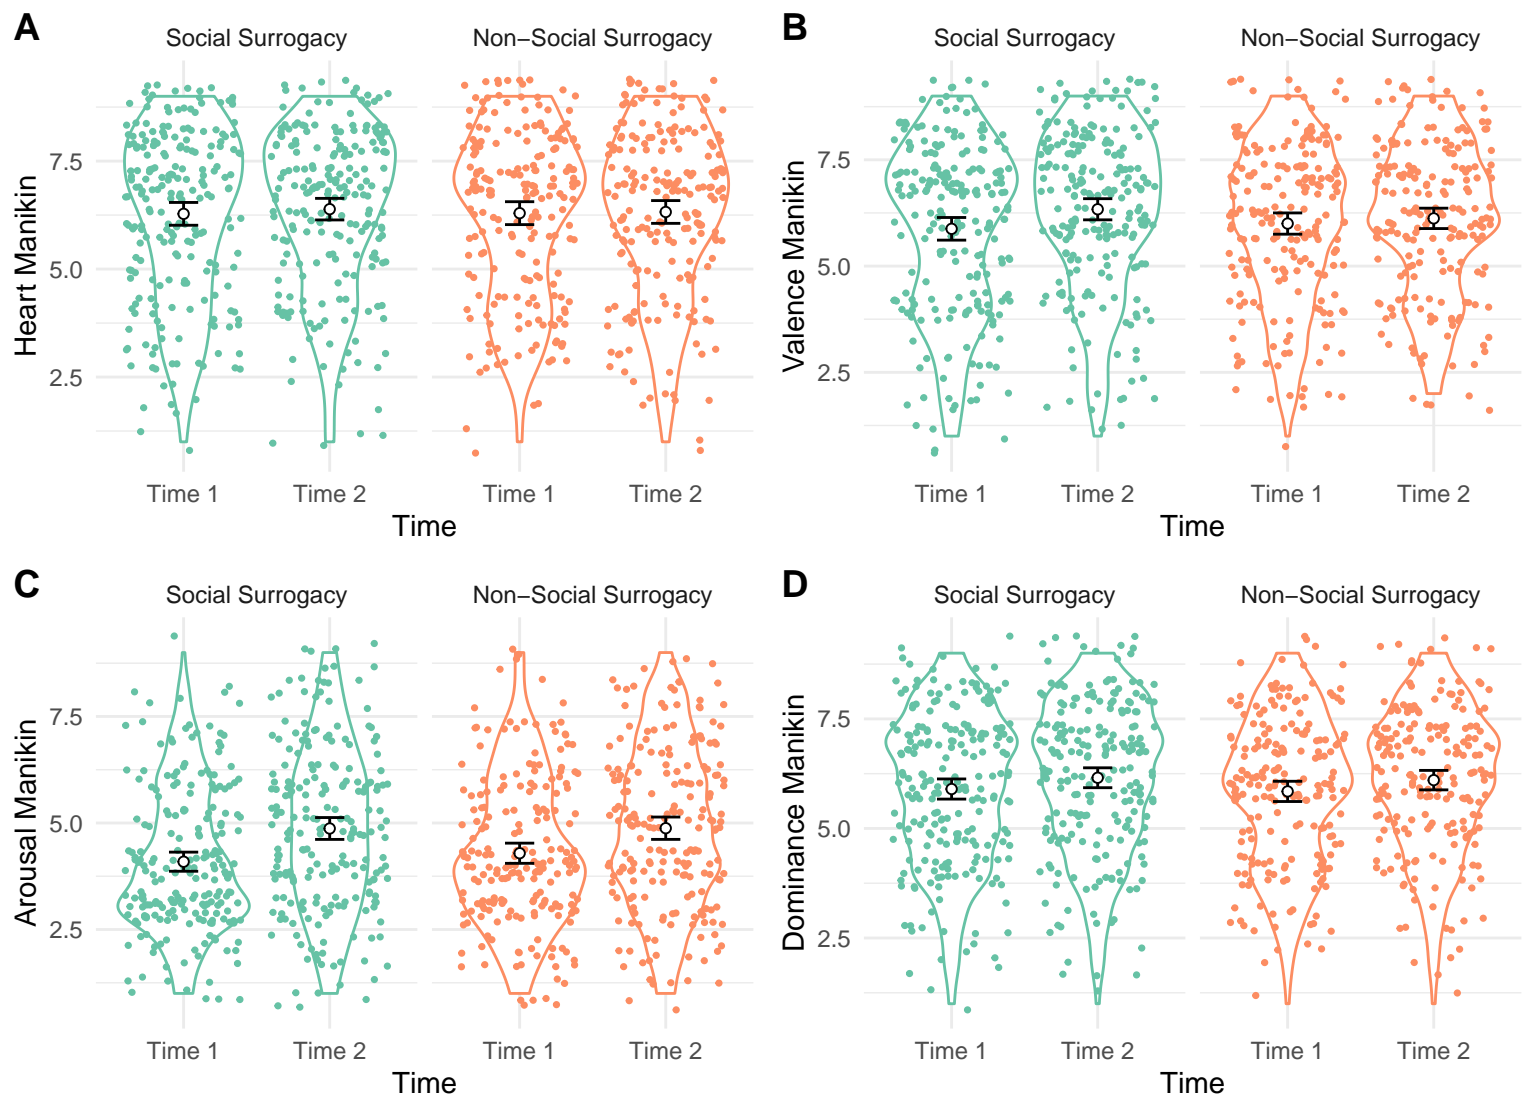 A
Social Surrogacy
Non−Social Surrogacy
Heart Manikin
7.5
5.0
2.5
Time 1
Time 2
Time 1
Time 2
Time
B
Social Surrogacy
Non−Social Surrogacy
Valence Manikin
7.5
5.0
2.5
Time 1
Time 2
Time 1
Time 2
Time
C
Social Surrogacy
Non−Social Surrogacy
Arousal Manikin
7.5
5.0
2.5
Time 1
Time 2
Time 1
Time 2
Time
D
Social Surrogacy
Non−Social Surrogacy
Dominance Manikin
7.5
5.0
2.5
Time 1
Time 2
Time 1
Time 2
Time